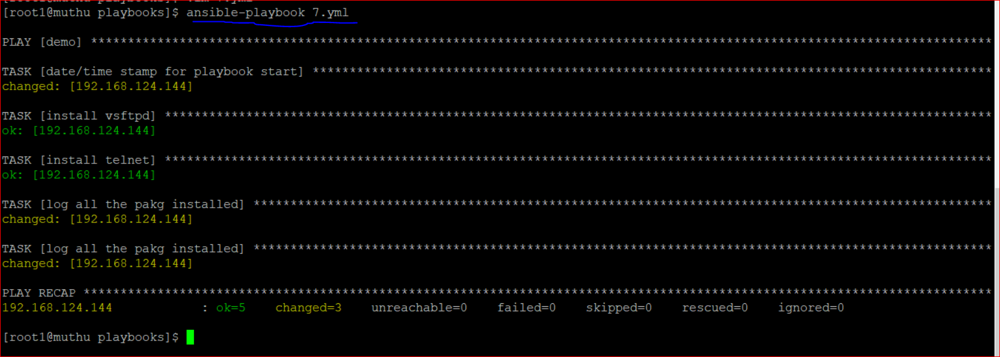 [root1@muthu playbooks]$ ansible-playbook 7.yml
PLAY [demo] **************************************************************************************************************************
TASK [date/time stamp for playbook start] ********************************************************************************************
changed: [192.168.124.144]
TASK [install vsftpd] ****************************************************************************************************************
ok: [192.168.124.144]
TASK [install telnet] ****************************************************************************************************************
ok: [192.168.124.144]
TASK [log all the pakg installed] ****************************************************************************************************
changed: [192.168.124.144]
TASK [log all the pakg installed] ****************************************************************************************************
changed: [192.168.124.144]
PLAY RECAP ***************************************************************************************************************************
192.168.124.144            : ok=5    changed=3    unreachable=0    failed=0    skipped=0    rescued=0    ignored=0
[root1@muthu playbooks]$